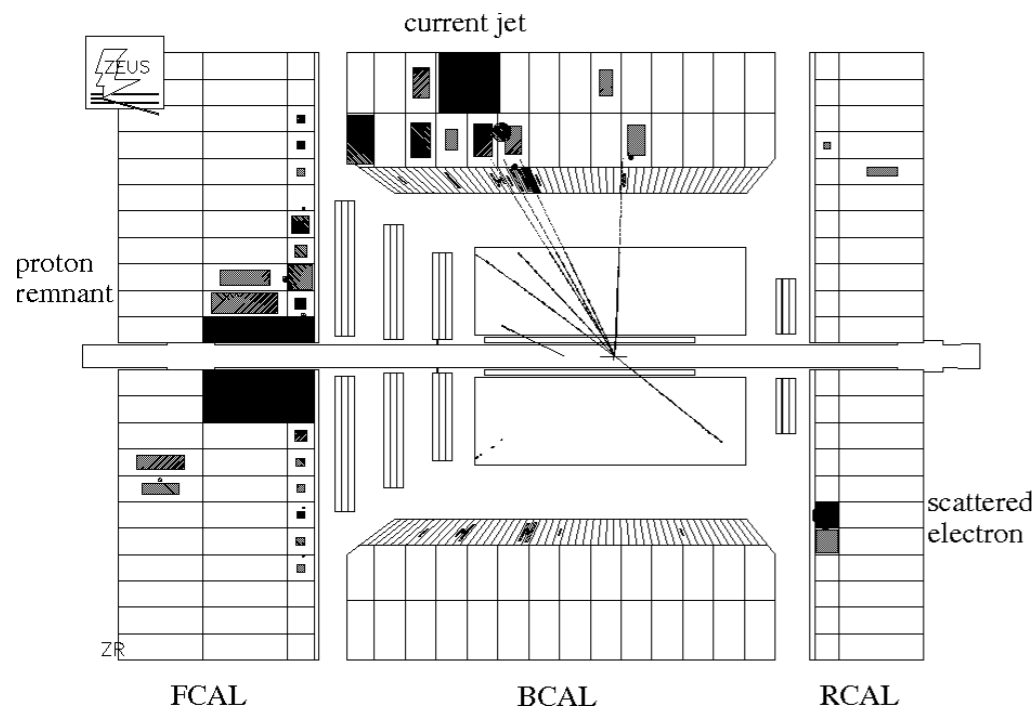 current jet
ZEUS
proton
remnant
scattered
electron
ZR
FCAL
BCAL
RCAL